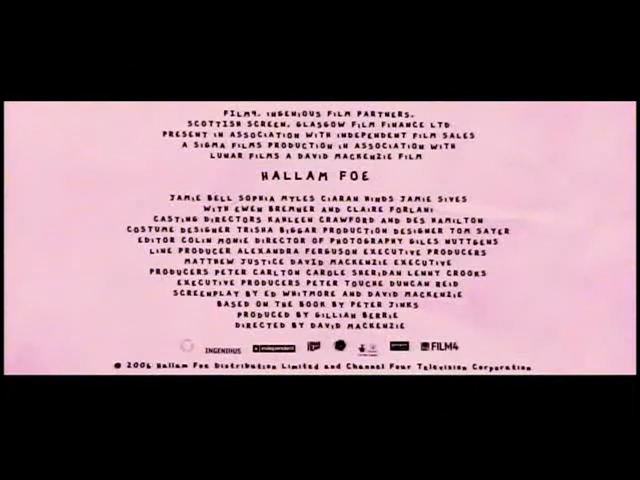 FILM4, INGENIOUS FILM PARTNERS,
SCOTTISH SCREEN, GLASGOW FILM FINANCE LTD
PRESENT IN ASSOCIATION WITH INDEPENDENT FILM SALES
A SIGMA FILMS PRODUCTION IN ASSOCIATION WITH
LUNAR FILMS A DAVID MACKENZIE FILM
HALLAM FOE
JAMIE BELL SOPHIA MYLES CIARAN HINDS JAMIE SIVES
WITH EWEN BREMNER AND CLAIRE FORLANI
CASTING DIRECTORS KAHLEEN CRAWFORD AND DES HAMILTON
COSTUME DESIGNER TRISHA BIGGAR PRODUCTION DESIGNER TOM SAYER
EDITOR COLIN MONIE DIRECTOR OF PHOTOGRAPHY GILES NUTTGENS
LINE PRODUCER ALEXANDRA FERGUSON EXECUTIVE PRODUCERS
MATTHEW JUSTICE DAVID MACKENZIE EXECUTIVE
PRODUCERS PETER CARLTON CAROLE SHERIDAN LENNY CROOKS
EXECUTIVE PRODUCERS PETER TOUCHE DUNCAN REID
SCREENPLAY BY ED WHITMORE AND DAVID MACKENZIE
BASED ON THE BOOK BY PETER JINKS
PRODUCED BY GILLIAN BERRIE
DIRECTED BY DAVID MACKENZIE
INGENIOUS independent FILM4
© 2006 Hallam Foe Distribution Limited and Channel Four Television Corporation